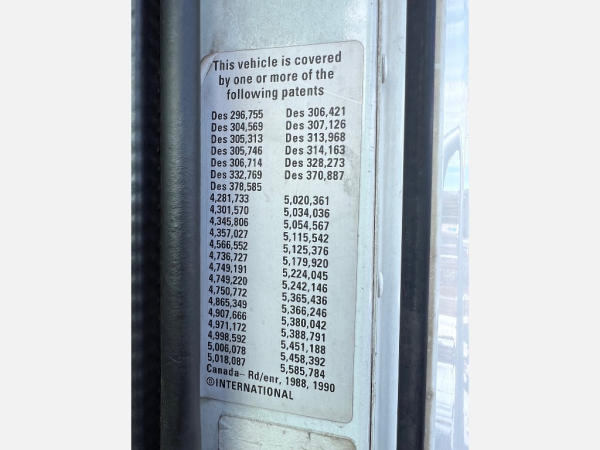 This vehicle is covered
by one or more of the
following patents
Des 296,755 Des 306,421
Des 304,569 Des 307,126
Des 305,313 Des 313,968
Des 305,746 Des 314,163
Des 306,714 Des 328,273
Des 332,769 Des 370,887
Des 378,585
4,281,733 5,020,361
4,301,570 5,034,036
4,345,806 5,054,567
4,357,027 5,115,542
4,566,552 5,125,376
4,736,727 5,179,920
4,749,191 5,224,045
4,749,220 5,242,146
4,750,772 5,365,436
4,865,349 5,366,246
4,907,666 5,380,042
4,971,172 5,388,791
4,998,592 5,451,188
5,006,078 5,458,392
5,018,087 5,585,784
Canada– Rd/enr, 1988, 1990
©INTERNATIONAL